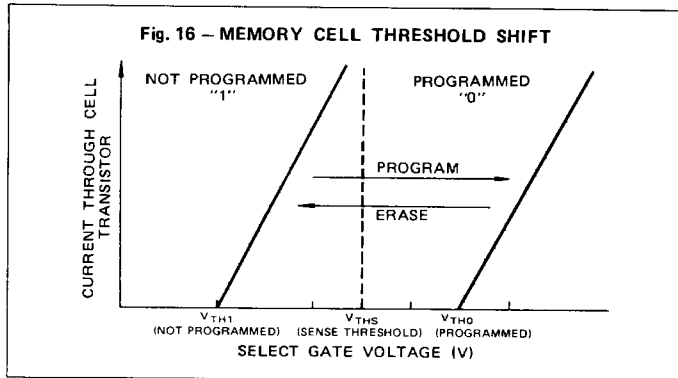 Fig. 16 – MEMORY CELL THRESHOLD SHIFT
NOT PROGRAMMED
"1"
PROGRAMMED
"0"
PROGRAM
ERASE
CURRENT THROUGH CELL
TRANSISTOR
VTH1
(NOT PROGRAMMED)
VTHS
(SENSE THRESHOLD)
VTH0
(PROGRAMMED)
SELECT GATE VOLTAGE (V)